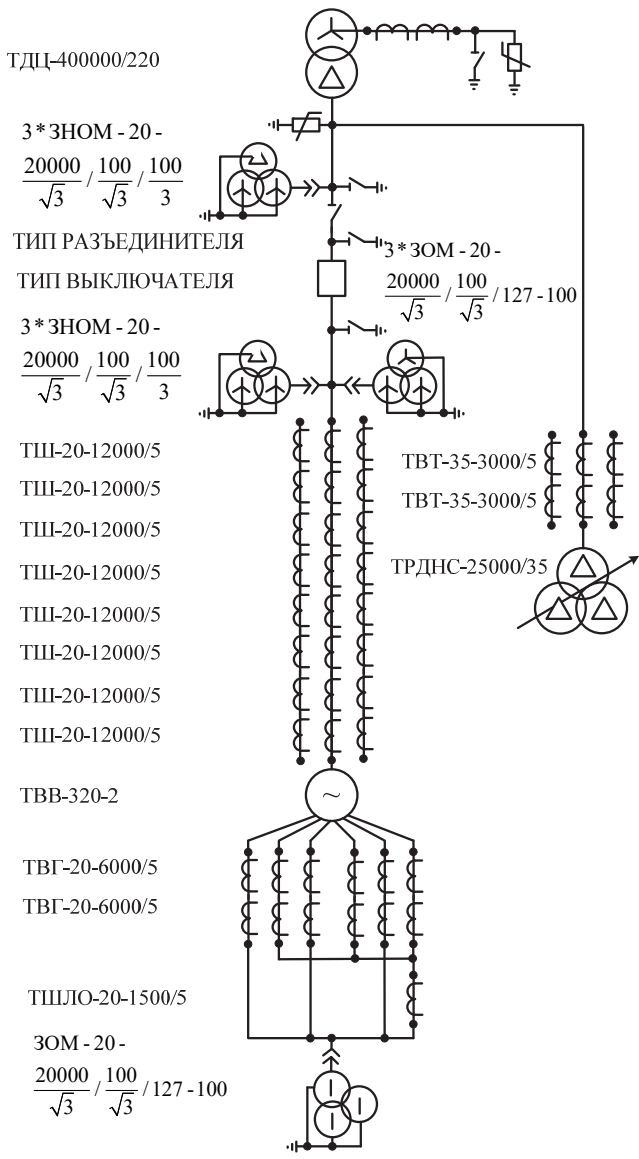 ТДЦ-400000/220
3*ЗНОМ - 20 -
20000/√3 / 100/√3 / 100/3
ТИП РАЗЪЕДИНИТЕЛЯ
ТИП ВЫКЛЮЧАТЕЛЯ
3*ЗОМ - 20 -
20000/√3 / 100/√3 / 127 - 100
3*ЗНОМ - 20 -
20000/√3 / 100/√3 / 100/3
ТШ-20-12000/5
ТШ-20-12000/5
ТШ-20-12000/5
ТШ-20-12000/5
ТШ-20-12000/5
ТШ-20-12000/5
ТШ-20-12000/5
ТШ-20-12000/5
ТВТ-35-3000/5
ТВТ-35-3000/5
ТРДНС-25000/35
ТВВ-320-2
~
ТВГ-20-6000/5
ТВГ-20-6000/5
ТШЛО-20-1500/5
ЗОМ - 20 -
20000/√3 / 100/√3 / 127 - 100